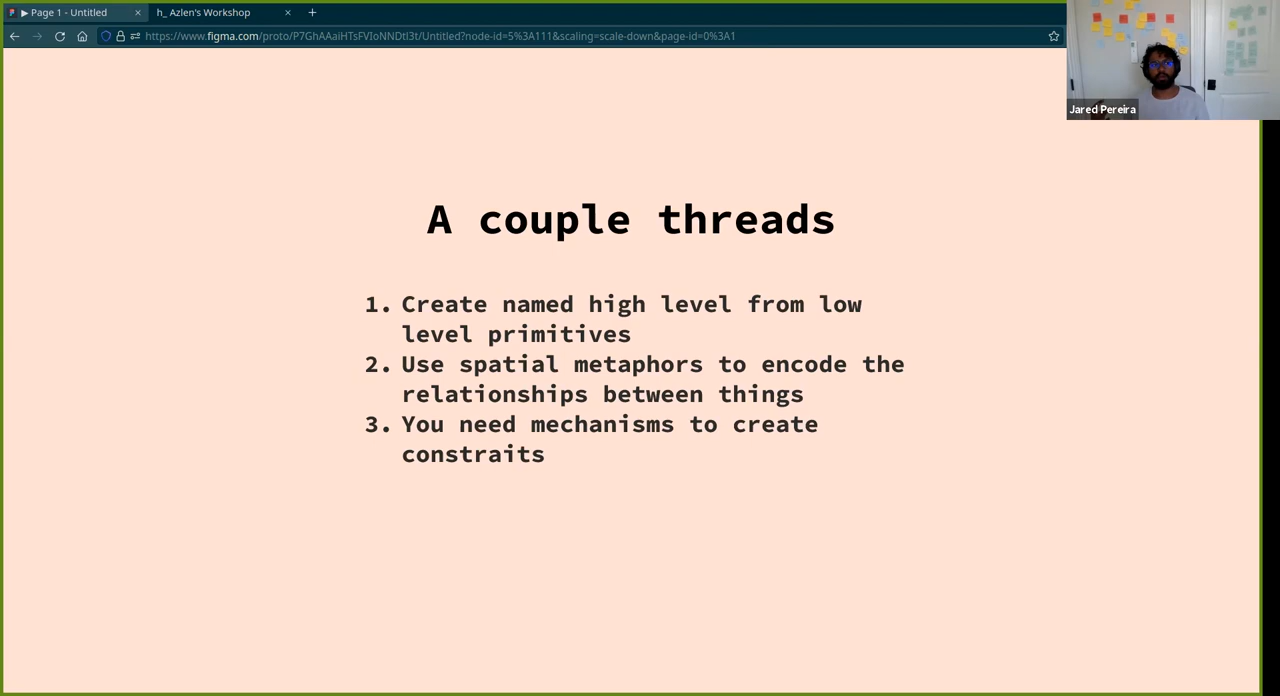 ▶ Page 1 - Untitled
h_ Azlen's Workshop
https://www.figma.com/proto/P7GhAAaiHTsFVIoNNDtl3t/Untitled?node-id=5%3A111&scaling=scale-down&page-id=0%3A1
Jared Pereira
A couple threads
1. Create named high level from low
level primitives
2. Use spatial metaphors to encode the
relationships between things
3. You need mechanisms to create
constraits